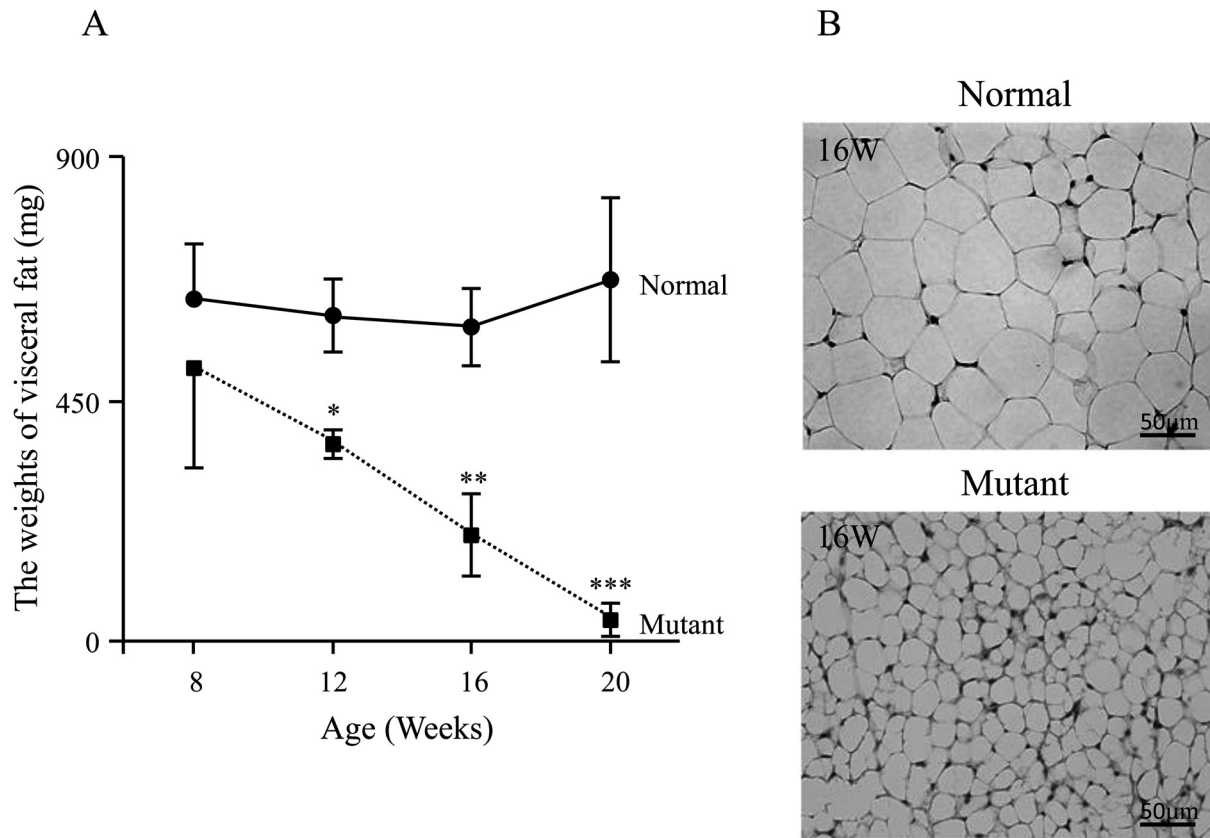 A
The weights of visceral fat (mg)
900
450
0
Normal
*
**
***
Mutant
8 12 16 20
Age (Weeks)
B
Normal
16W
50μm
Mutant
16W
50μm